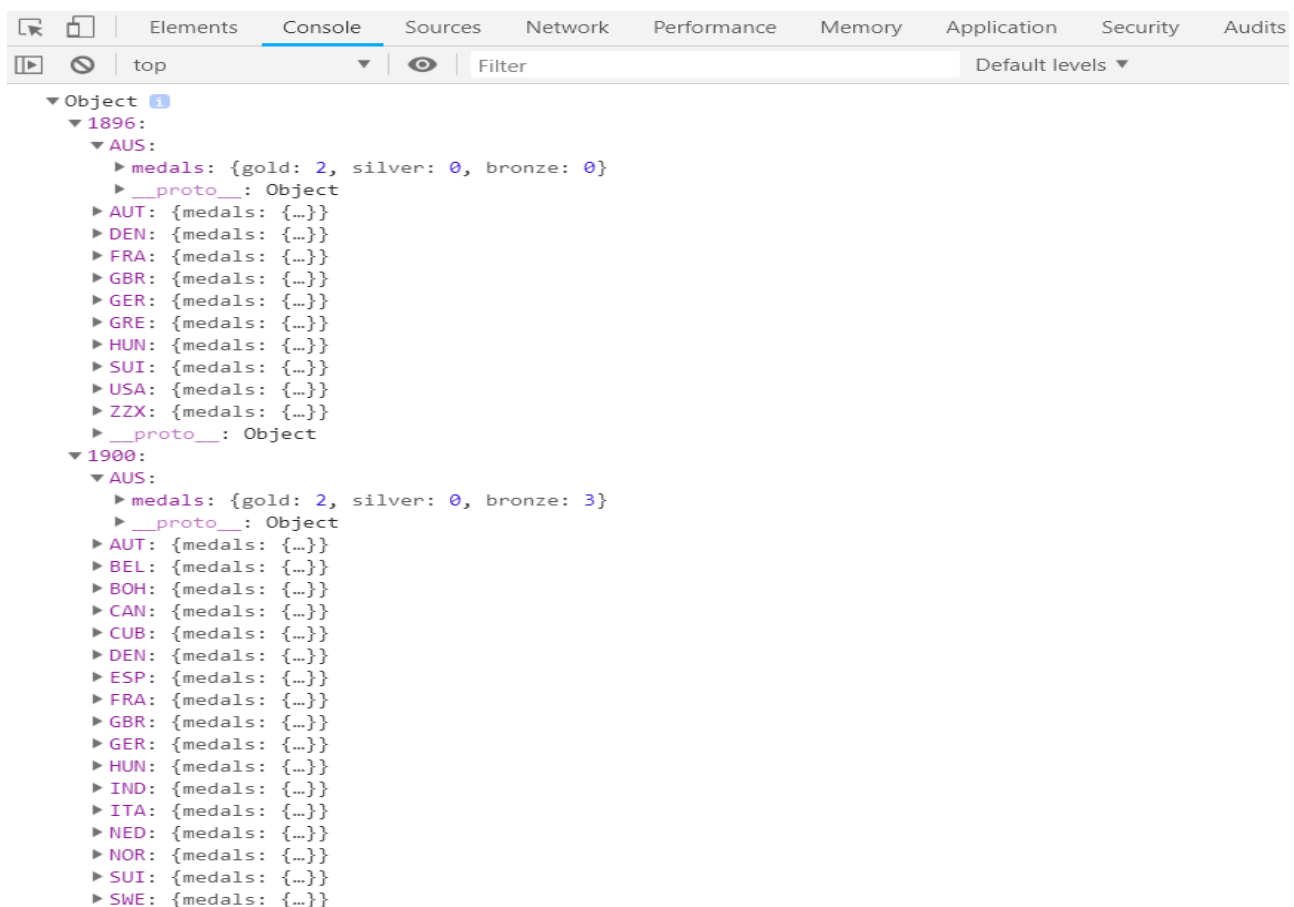 Elements Console Sources Network Performance Memory Application Security Audits
top ▼ Filter Default levels ▼
▼Object i
▼1896:
▼AUS:
▶medals: {gold: 2, silver: 0, bronze: 0}
▶__proto__: Object
▶AUT: {medals: {…}}
▶DEN: {medals: {…}}
▶FRA: {medals: {…}}
▶GBR: {medals: {…}}
▶GER: {medals: {…}}
▶GRE: {medals: {…}}
▶HUN: {medals: {…}}
▶SUI: {medals: {…}}
▶USA: {medals: {…}}
▶ZZX: {medals: {…}}
▶__proto__: Object
▼1900:
▼AUS:
▶medals: {gold: 2, silver: 0, bronze: 3}
▶__proto__: Object
▶AUT: {medals: {…}}
▶BEL: {medals: {…}}
▶BOH: {medals: {…}}
▶CAN: {medals: {…}}
▶CUB: {medals: {…}}
▶DEN: {medals: {…}}
▶ESP: {medals: {…}}
▶FRA: {medals: {…}}
▶GBR: {medals: {…}}
▶GER: {medals: {…}}
▶HUN: {medals: {…}}
▶IND: {medals: {…}}
▶ITA: {medals: {…}}
▶NED: {medals: {…}}
▶NOR: {medals: {…}}
▶SUI: {medals: {…}}
▶SWE: {medals: {…}}